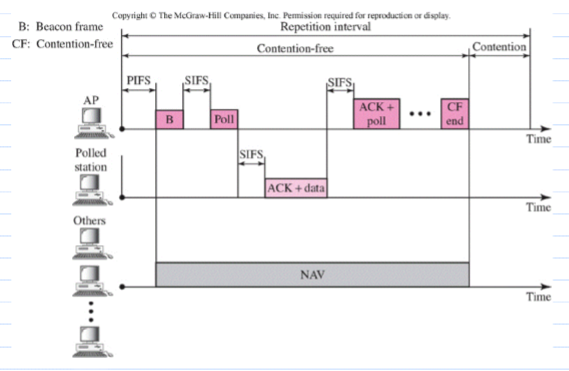 Copyright © The McGraw-Hill Companies, Inc. Permission required for reproduction or display.
B: Beacon frame
CF: Contention-free
Repetition interval
Contention-free
Contention
PIFS
SIFS
SIFS
AP
B
Poll
ACK +
poll
•••
CF
end
Time
Polled
station
SIFS
ACK + data
Time
Others
NAV
Time